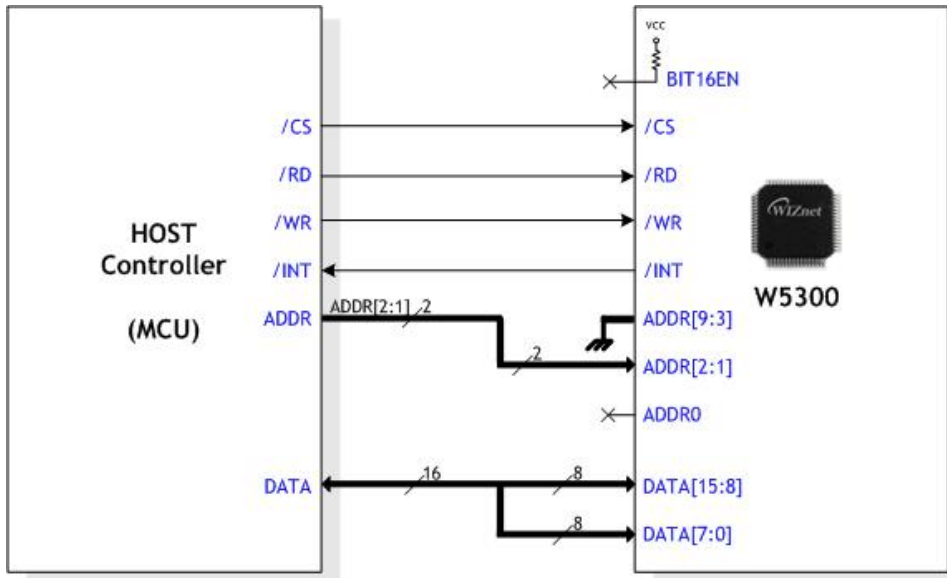 vcc
BIT16EN
/CS
/CS
/RD
/RD
/WR
/WR
HOST
Controller
(MCU)
/INT
/INT
WIZnet
W5300
ADDR
ADDR[2:1]
2
ADDR[9:3]
2
ADDR[2:1]
ADDR0
DATA
16
8
DATA[15:8]
8
DATA[7:0]